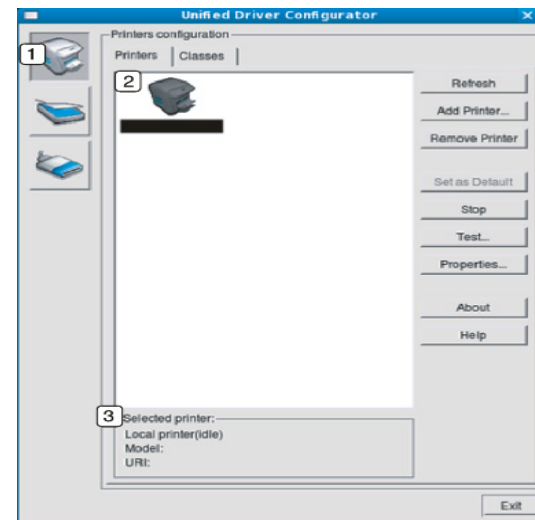 Unified Driver Configurator
1
Printers configuration
Printers Classes
2
Refresh
Add Printer...
Remove Printer
Set as Default
Stop
Test...
Properties...
About
Help
3
Selected printer:
Local printer(idle)
Model:
URI:
Exit